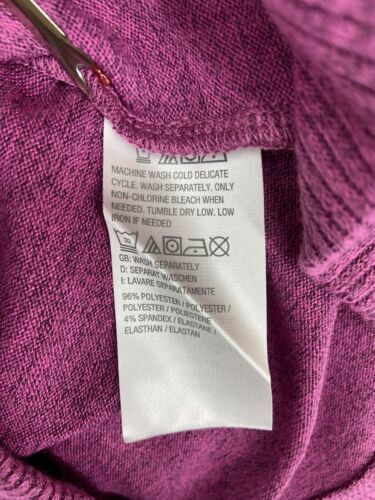 MACHINE WASH COLD DELICATE
CYCLE. WASH SEPARATELY. ONLY
NON-CHLORINE BLEACH WHEN
NEEDED. TUMBLE DRY LOW. LOW
IRON IF NEEDED
GB: WASH SEPARATELY
D: SEPARAT WASCHEN
I: LAVARE SEPARATAMENTE
96% POLYESTER / POLYESTER /
POLYESTER / POLIESTERE
4% SPANDEX / ELASTANE /
ELASTHAN / ELASTAN